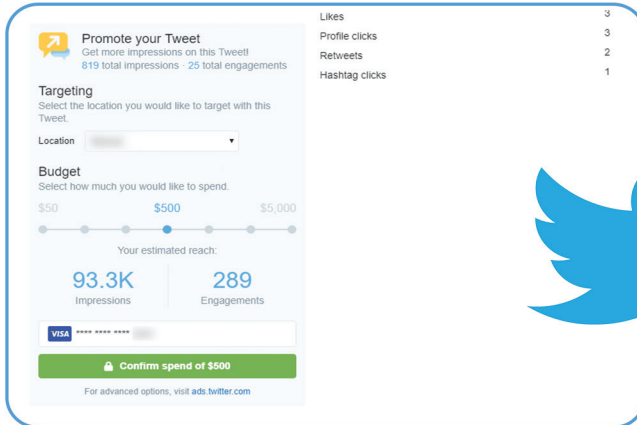 Promote your Tweet
Get more impressions on this Tweet!
819 total impressions · 25 total engagements
Targeting
Select the location you would like to target with this
Tweet.
Location
Budget
Select how much you would like to spend.
$50 $500 $5,000
Your estimated reach:
93.3K 289
Impressions Engagements
VISA **** **** ****
Confirm spend of $500
For advanced options, visit ads.twitter.com
Likes 3
Profile clicks 3
Retweets 2
Hashtag clicks 1